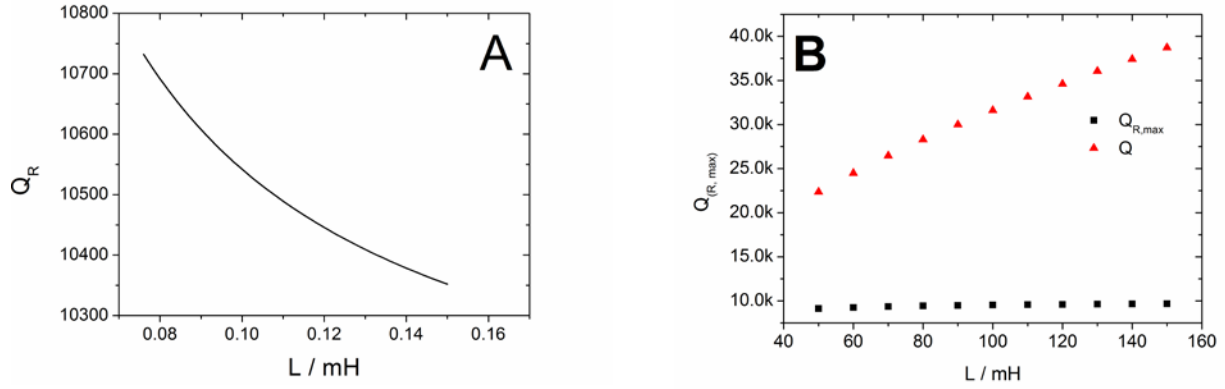 A
10800
10700
10600
10500
10400
10300
Q_R
0.08 0.10 0.12 0.14 0.16
L / mH
B
40.0k
35.0k
30.0k
25.0k
20.0k
15.0k
10.0k
Q_(R, max)
Q_R,max
Q
40 60 80 100 120 140 160
L / mH